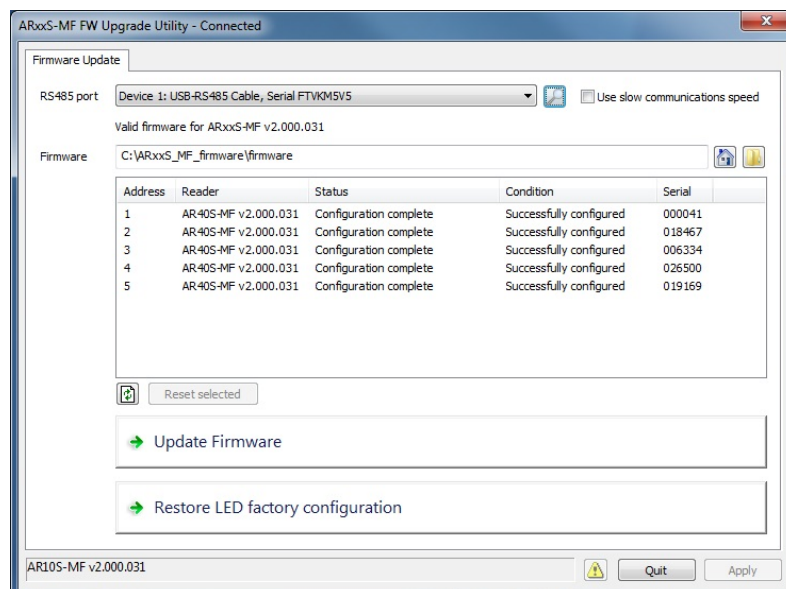 ARxxS-MF FW Upgrade Utility - Connected
Firmware Update
RS485 port Device 1: USB-RS485 Cable, Serial FTVKM5V5 Use slow communications speed
Valid firmware for ARxxS-MF v2.000.031
Firmware C:\ARxxS_MF_firmware\firmware
Address Reader Status Condition Serial
1 AR40S-MF v2.000.031 Configuration complete Successfully configured 000041
2 AR40S-MF v2.000.031 Configuration complete Successfully configured 018467
3 AR40S-MF v2.000.031 Configuration complete Successfully configured 006334
4 AR40S-MF v2.000.031 Configuration complete Successfully configured 026500
5 AR40S-MF v2.000.031 Configuration complete Successfully configured 019169
Reset selected
Update Firmware
Restore LED factory configuration
AR10S-MF v2.000.031 Quit Apply